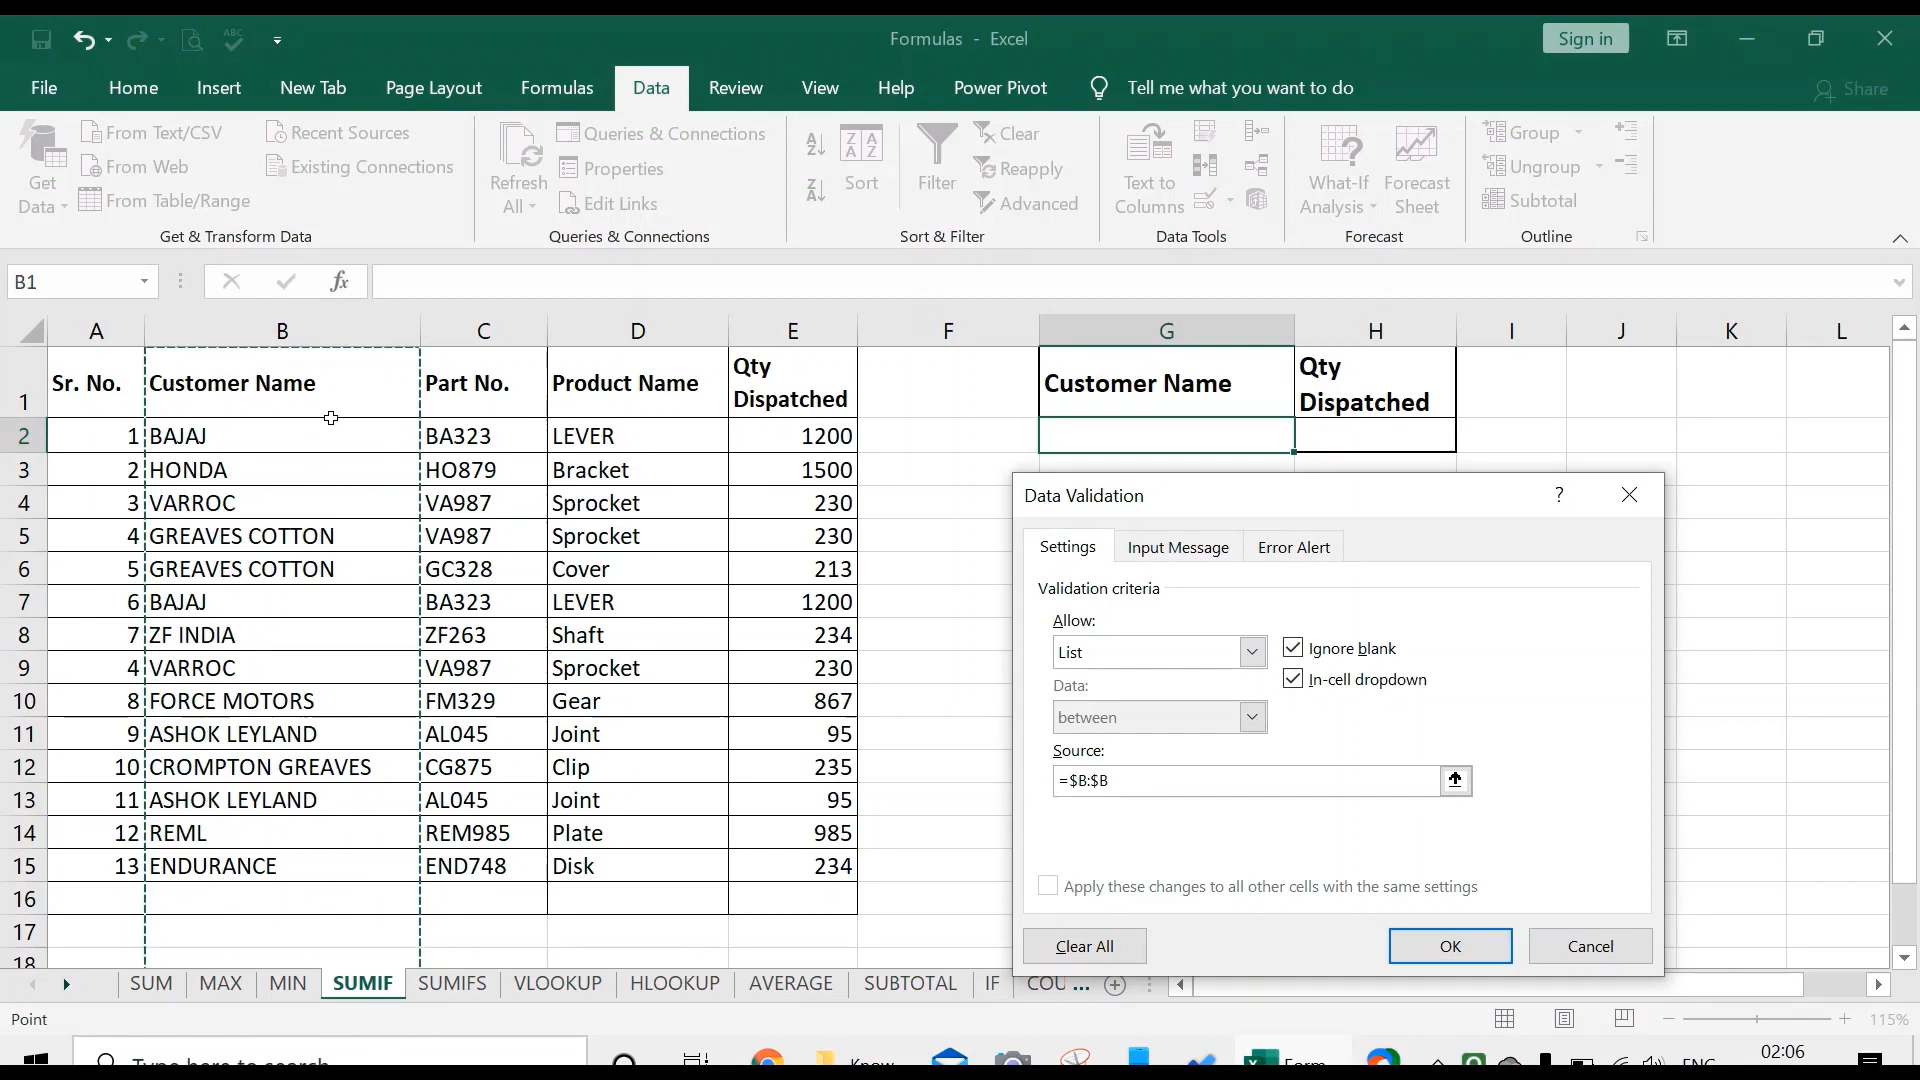 ABC
Formulas - Excel
Sign in
File Home Insert New Tab Page Layout Formulas Data Review View Help Power Pivot Tell me what you want to do Share
Get Data
From Text/CSV
From Web
From Table/Range
Recent Sources
Existing Connections
Get & Transform Data
Refresh All
Queries & Connections
Properties
Edit Links
Queries & Connections
Sort
Filter
Clear
Reapply
Advanced
Sort & Filter
Text to Columns
Data Tools
What-If Analysis
Forecast Sheet
Forecast
Group
Ungroup
Subtotal
Outline
B1 fx
A B C D E F G H I J K L
1 Sr. No. Customer Name Part No. Product Name Qty Dispatched Customer Name Qty Dispatched
2 1 BAJAJ BA323 LEVER 1200
3 2 HONDA HO879 Bracket 1500
4 3 VARROC VA987 Sprocket 230
5 4 GREAVES COTTON VA987 Sprocket 230
6 5 GREAVES COTTON GC328 Cover 213
7 6 BAJAJ BA323 LEVER 1200
8 7 ZF INDIA ZF263 Shaft 234
9 4 VARROC VA987 Sprocket 230
10 8 FORCE MOTORS FM329 Gear 867
11 9 ASHOK LEYLAND AL045 Joint 95
12 10 CROMPTON GREAVES CG875 Clip 235
13 11 ASHOK LEYLAND AL045 Joint 95
14 12 REML REM985 Plate 985
15 13 ENDURANCE END748 Disk 234
16
17
18
Data Validation ?
Settings Input Message Error Alert
Validation criteria
Allow:
List
Ignore blank
In-cell dropdown
Data:
between
Source:
=$B:$B
Apply these changes to all other cells with the same settings
Clear All OK Cancel
SUM MAX MIN SUMIF SUMIFS VLOOKUP HLOOKUP AVERAGE SUBTOTAL IF COU ...
Point 115%
Type here to search Know Form ENG 02:06